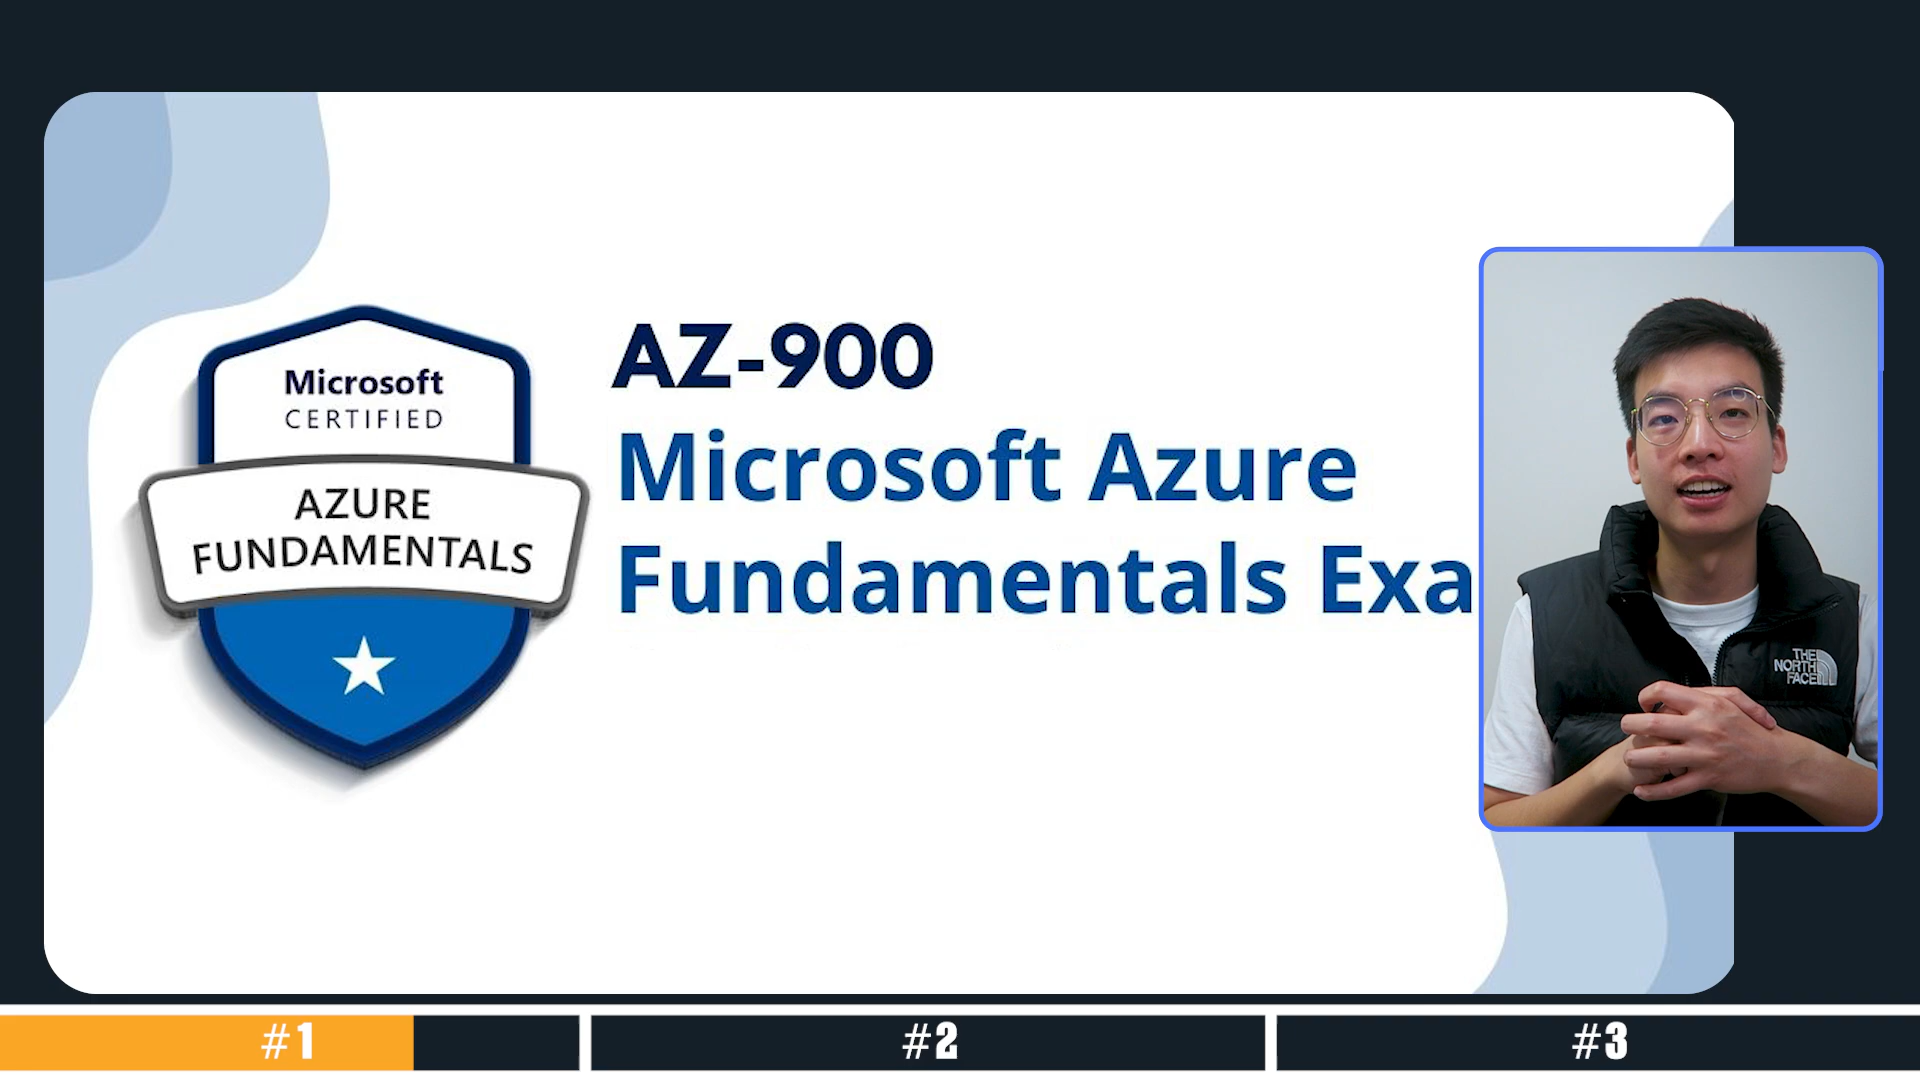 Microsoft
CERTIFIED
AZURE
FUNDAMENTALS
AZ-900
Microsoft Azure
Fundamentals Exa
THE
NORTH
FACE
#1
#2
#3